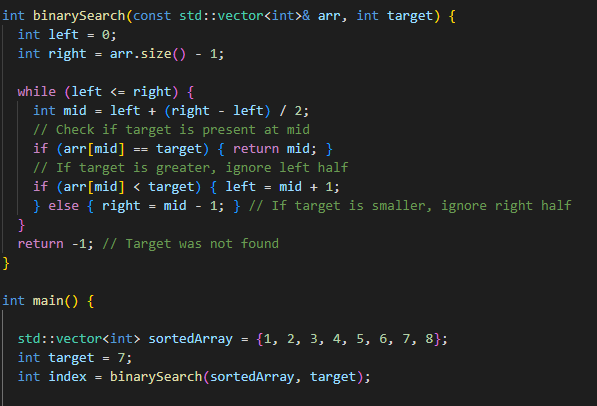 int binarySearch(const std::vector<int>& arr, int target) {
  int left = 0;
  int right = arr.size() - 1;

  while (left <= right) {
    int mid = left + (right - left) / 2;
    // Check if target is present at mid
    if (arr[mid] == target) { return mid; }
    // If target is greater, ignore left half
    if (arr[mid] < target) { left = mid + 1;
    } else { right = mid - 1; } // If target is smaller, ignore right half
  }
  return -1; // Target was not found
}

int main() {

  std::vector<int> sortedArray = {1, 2, 3, 4, 5, 6, 7, 8};
  int target = 7;
  int index = binarySearch(sortedArray, target);